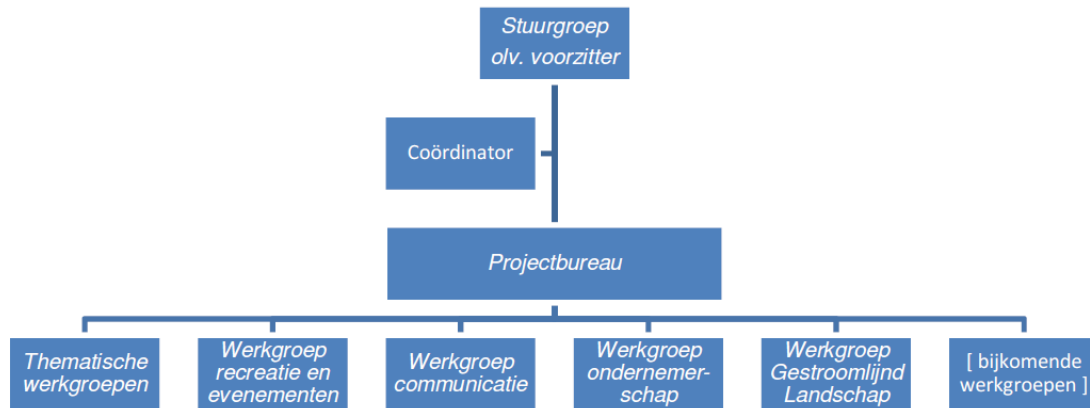 Stuurgroep
olv. voorzitter
Coördinator
Projectbureau
Thematische
werkgroepen
Werkgroep
recreatie en
evenementen
Werkgroep
communicatie
Werkgroep
ondernemer-
schap
Werkgroep
Gestroomlijnd
Landschap
[ bijkomende
werkgroepen ]